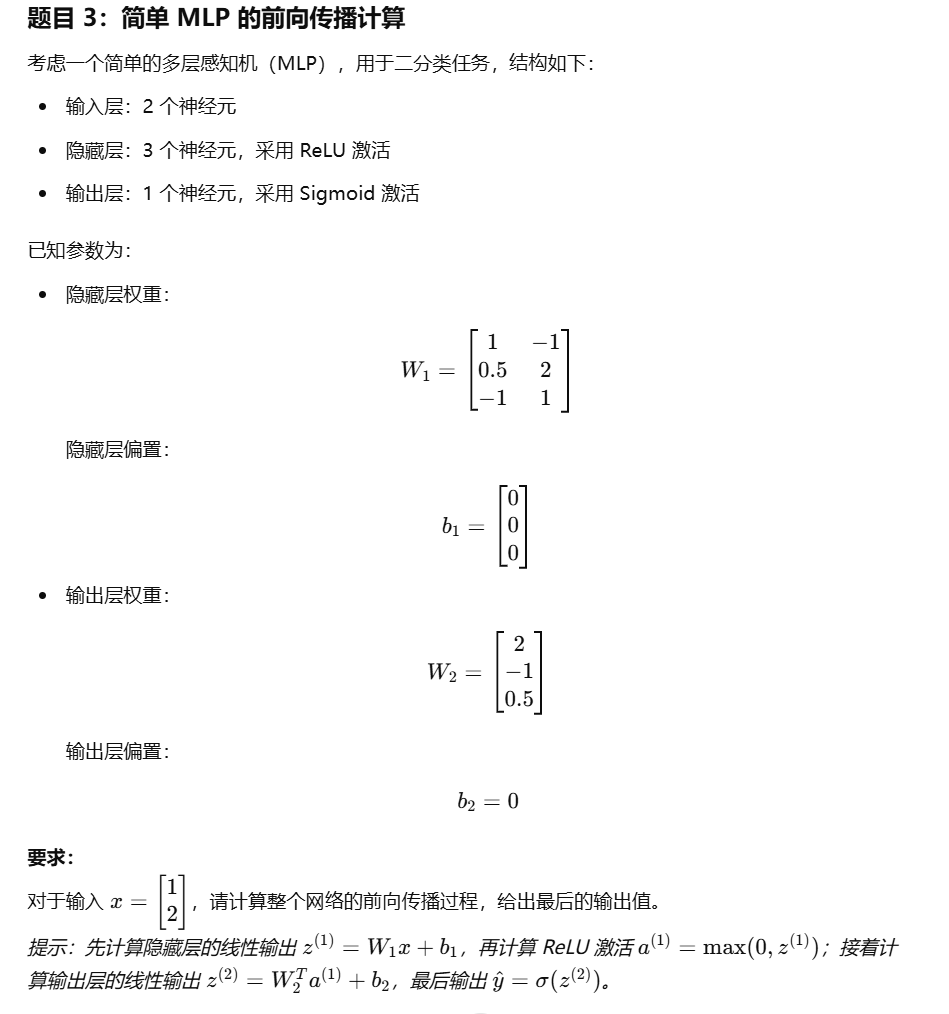 题目 3：简单 MLP 的前向传播计算
考虑一个简单的多层感知机（MLP），用于二分类任务，结构如下：
• 输入层：2 个神经元
• 隐藏层：3 个神经元，采用 ReLU 激活
• 输出层：1 个神经元，采用 Sigmoid 激活
已知参数为：
• 隐藏层权重：
W₁ = [1 −1; 0.5 2; −1 1]
隐藏层偏置：
b₁ = [0; 0; 0]
• 输出层权重：
W₂ = [2; −1; 0.5]
输出层偏置：
b₂ = 0
要求：
对于输入 x = [1; 2]，请计算整个网络的前向传播过程，给出最后的输出值。
提示：先计算隐藏层的线性输出 z⁽¹⁾ = W₁x + b₁，再计算 ReLU 激活 a⁽¹⁾ = max(0, z⁽¹⁾)；接着计
算输出层的线性输出 z⁽²⁾ = W₂ᵀa⁽¹⁾ + b₂，最后输出 ŷ = σ(z⁽²⁾)。